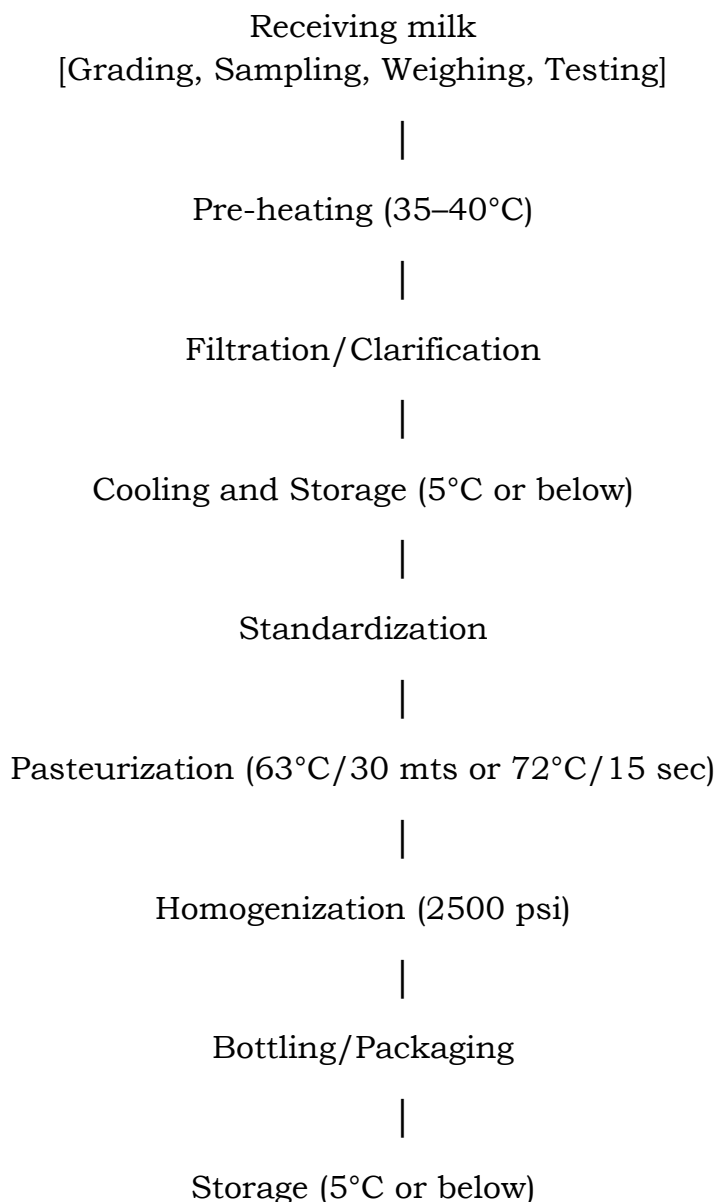 Receiving milk
[Grading, Sampling, Weighing, Testing]
Pre-heating (35–40°C)
Filtration/Clarification
Cooling and Storage (5°C or below)
Standardization
Pasteurization (63°C/30 mts or 72°C/15 sec)
Homogenization (2500 psi)
Bottling/Packaging
Storage (5°C or below)